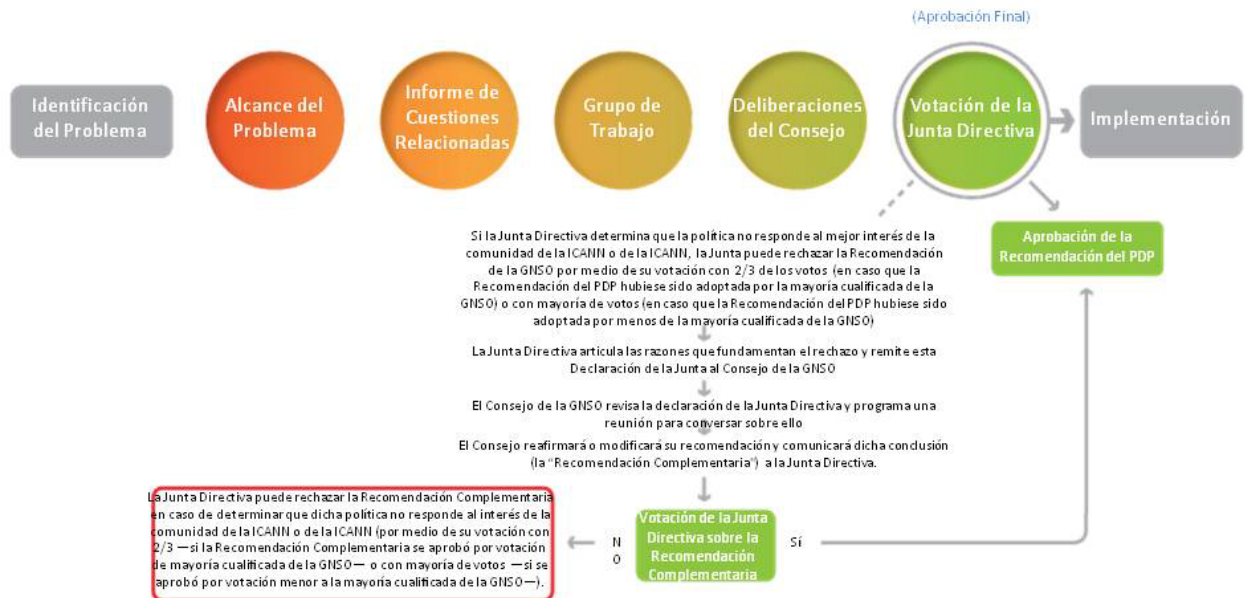 (Aprobación Final)
Identificación
del Problema
Alcance del
Problema
Informe de
Cuestiones
Relacionadas
Grupo de
Trabajo
Deliberaciones
del Consejo
Votación de la
Junta Directiva
Implementación
Aprobación de la
Recomendación del PDP
Si la Junta Directiva determina que la política no responde al mejor interés de la
comunidad de la ICANN o de la ICANN, la Junta puede rechazar la Recomendación
de la GNSO por medio de su votación con 2/3 de los votos (en caso que la
Recomendación del PDP hubiese sido adoptada por la mayoría cualificada de la
GNSO) o con mayoría de votos (en caso que la Recomendación del PDP hubiese sido
adoptada por menos de la mayoría cualificada de la GNSO)
La Junta Directiva articula las razones que fundamentan el rechazo y remite esta
Declaración de la Junta al Consejo de la GNSO
El Consejo de la GNSO revisa la declaración de la Junta Directiva y programa una
reunión para conversar sobre ello
El Consejo reafirmará o modificará su recomendación y comunicará dicha conclusión
(la “Recomendación Complementaria”) a la Junta Directiva.
Votación de la Junta
Directiva sobre la
Recomendación
Complementaria
Sí
N
O
La Junta Directiva puede rechazar la Recomendación Complementaria
en caso de determinar que dicha política no responde al interés de la
comunidad de la ICANN o de la ICANN (por medio de su votación con
2/3 —si la Recomendación Complementaria se aprobó por votación
de mayoría cualificada de la GNSO— o con mayoría de votos —si se
aprobó por votación menor a la mayoría cualificada de la GNSO—).